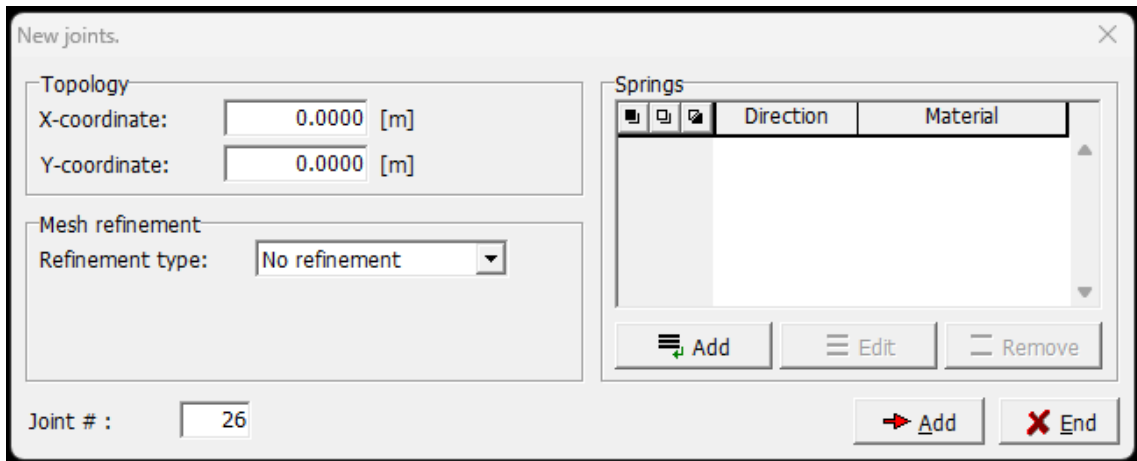 New joints.
Topology
X-coordinate: 0.0000 [m]
Y-coordinate: 0.0000 [m]
Mesh refinement
Refinement type: No refinement
Springs
Direction Material
Add Edit Remove
Joint # : 26
Add End